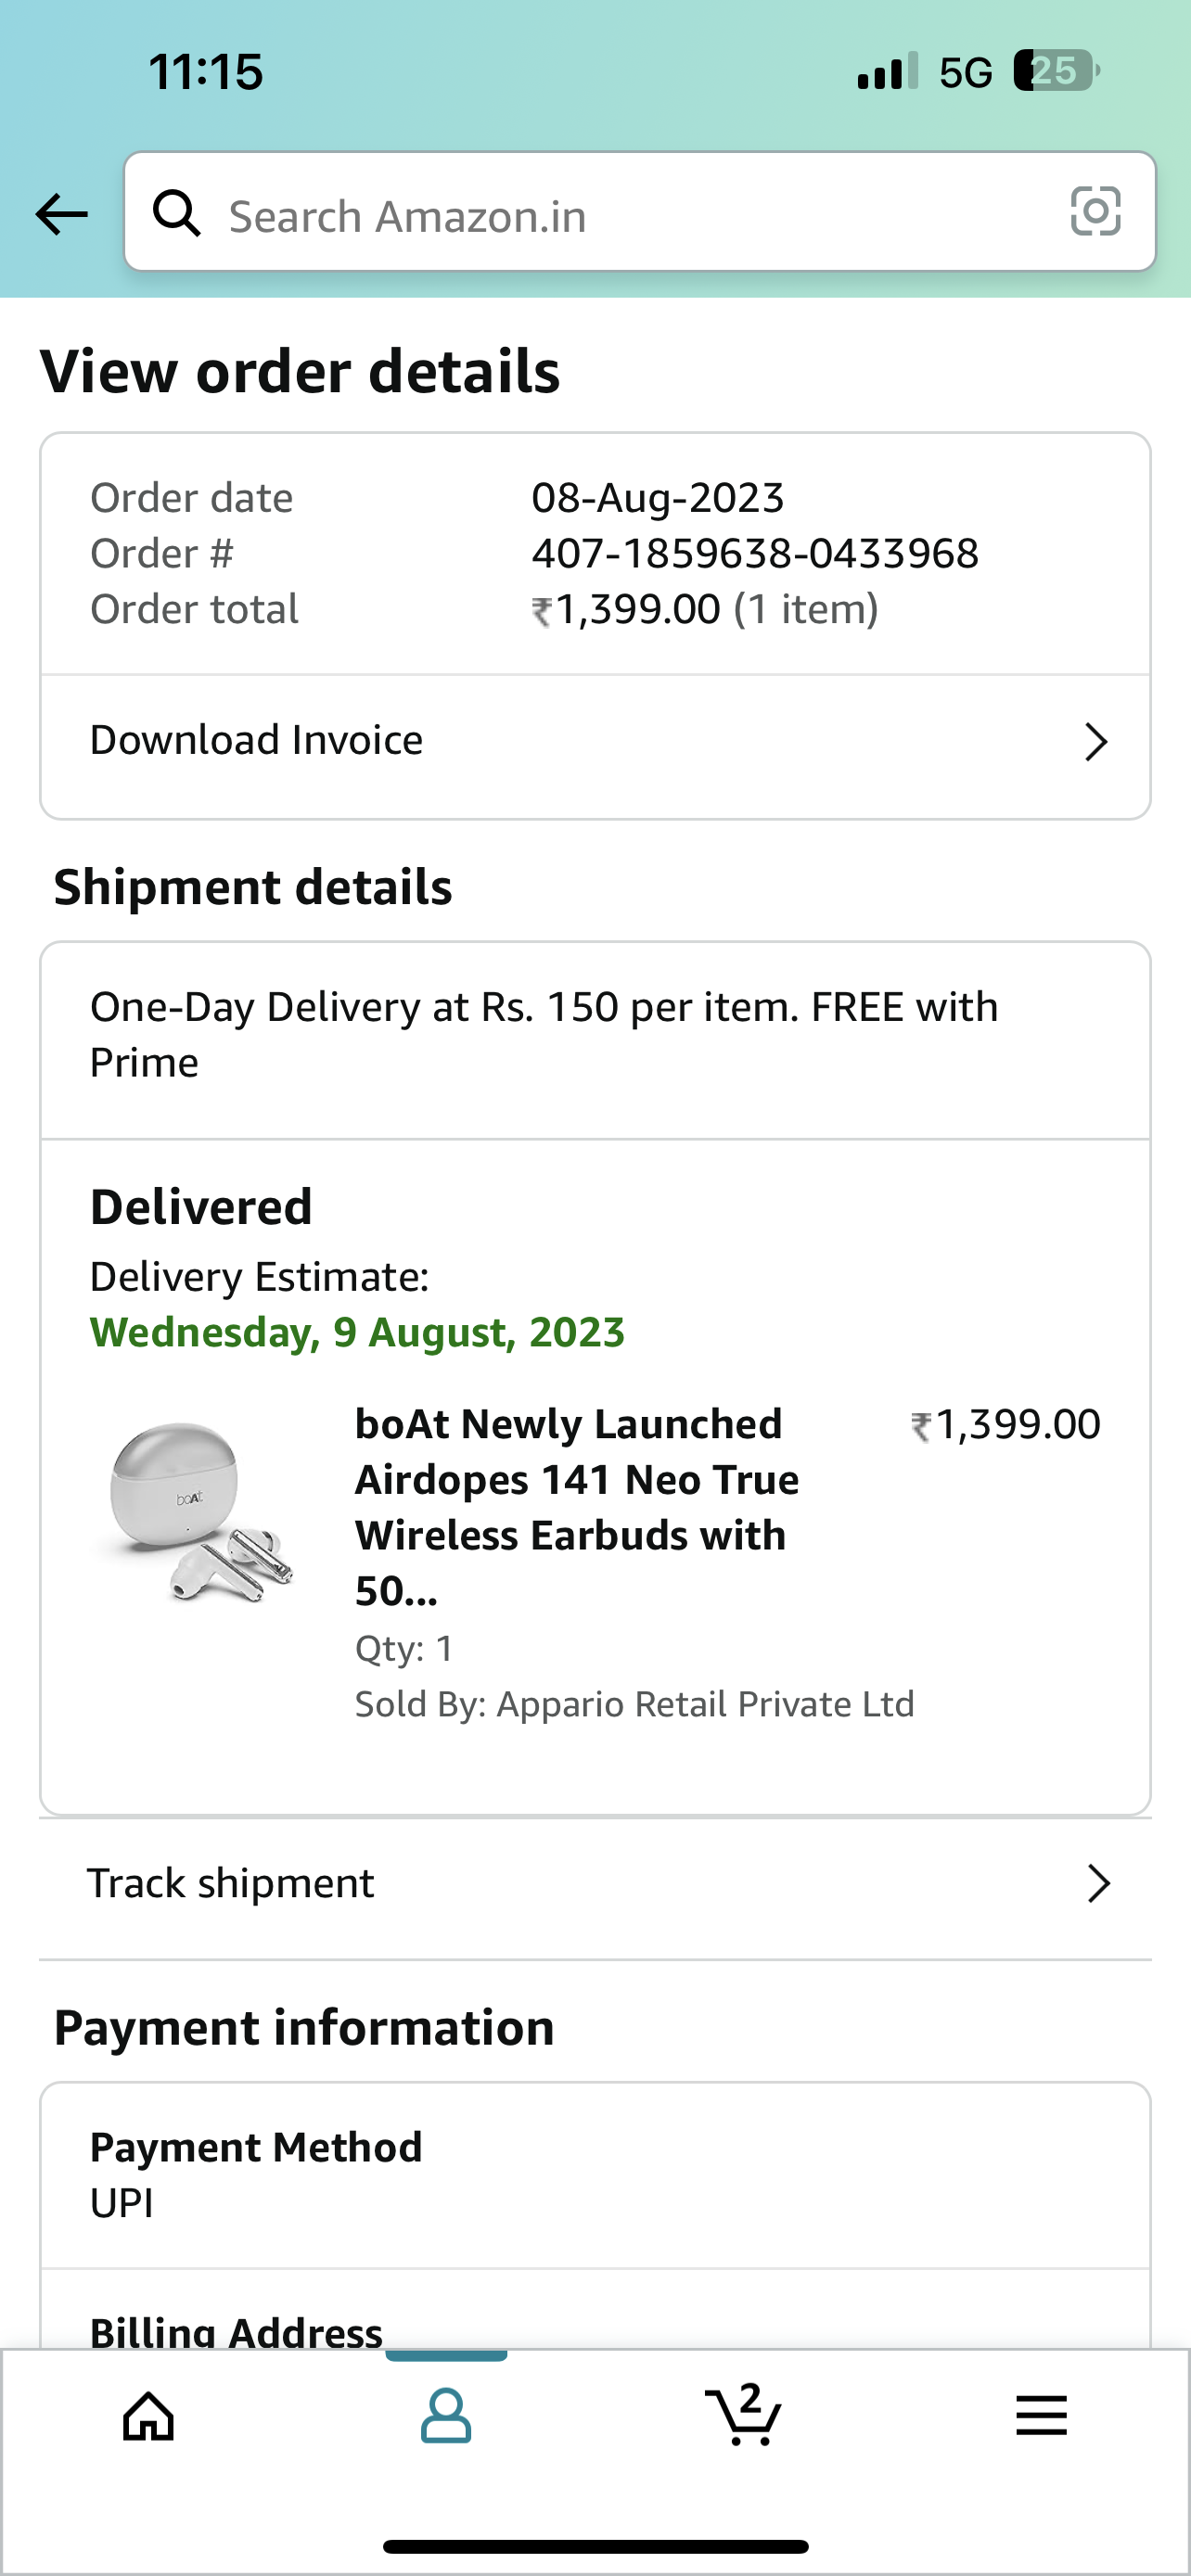 11:15
5G 25
Search Amazon.in
View order details
Order date 08-Aug-2023
Order # 407-1859638-0433968
Order total ₹1,399.00 (1 item)
Download Invoice
Shipment details
One-Day Delivery at Rs. 150 per item. FREE with
Prime
Delivered
Delivery Estimate:
Wednesday, 9 August, 2023
boAt
boAt Newly Launched ₹1,399.00
Airdopes 141 Neo True
Wireless Earbuds with
50...
Qty: 1
Sold By: Appario Retail Private Ltd
Track shipment
Payment information
Payment Method
UPI
Billing Address
2